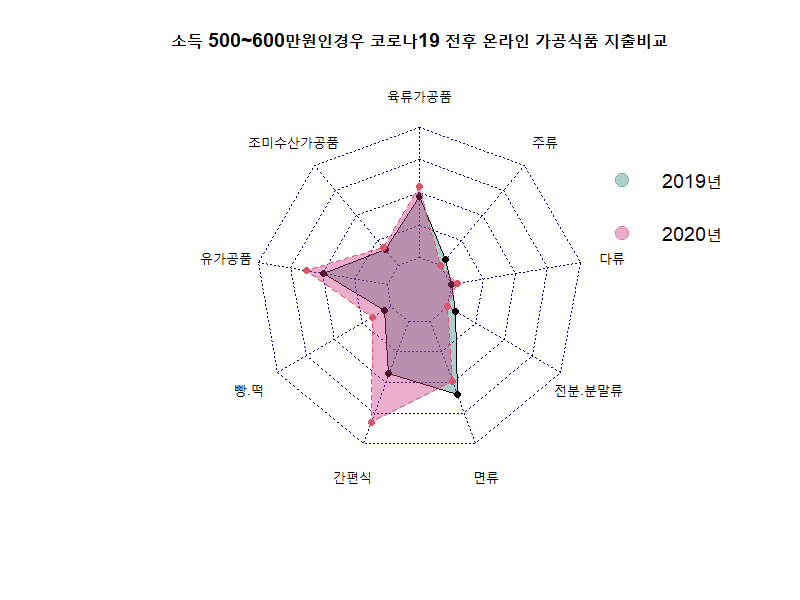 소득 500~600만원인경우 코로나19 전후 온라인 가공식품 지출비교
육류가공품
조미수산가공품
주류
2019년
2020년
유가공품
다류
빵.떡
전분.분말류
간편식
면류